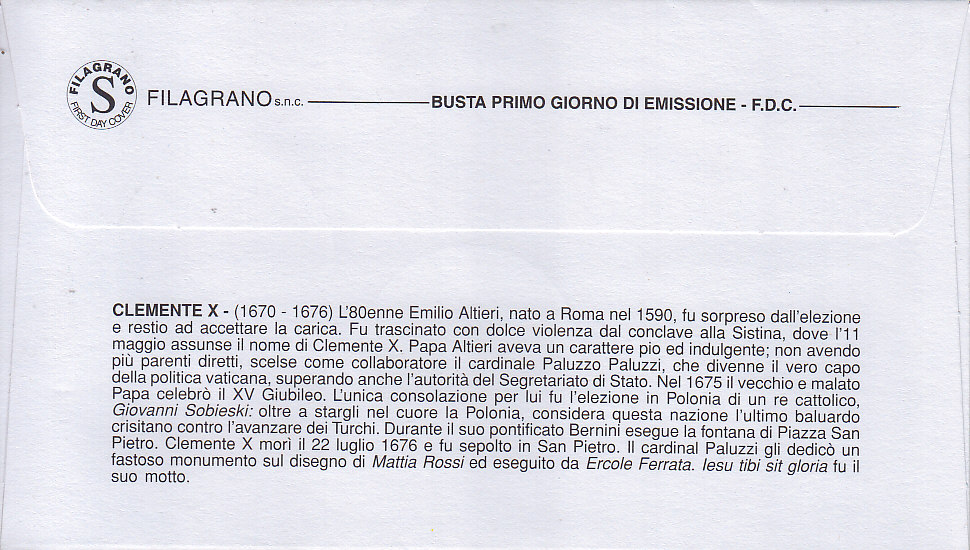 FILAGRANO
S
FIRST DAY COVER
FILAGRANO s.n.c. BUSTA PRIMO GIORNO DI EMISSIONE - F.D.C.
CLEMENTE X - (1670 - 1676) L'80enne Emilio Altieri, nato a Roma nel 1590, fu sorpreso dall'elezione
e restio ad accettare la carica. Fu trascinato con dolce violenza dal conclave alla Sistina, dove l'11
maggio assunse il nome di Clemente X. Papa Altieri aveva un carattere pio ed indulgente; non avendo
più parenti diretti, scelse come collaboratore il cardinale Paluzzo Paluzzi, che divenne il vero capo
della politica vaticana, superando anche l'autorità del Segretariato di Stato. Nel 1675 il vecchio e malato
Papa celebrò il XV Giubileo. L'unica consolazione per lui fu l'elezione in Polonia di un re cattolico,
Giovanni Sobieski: oltre a stargli nel cuore la Polonia, considera questa nazione l'ultimo baluardo
crisitano contro l'avanzare dei Turchi. Durante il suo pontificato Bernini esegue la fontana di Piazza San
Pietro. Clemente X morì il 22 luglio 1676 e fu sepolto in San Pietro. Il cardinal Paluzzi gli dedicò un
fastoso monumento sul disegno di Mattia Rossi ed eseguito da Ercole Ferrata. Iesu tibi sit gloria fu il
suo motto.